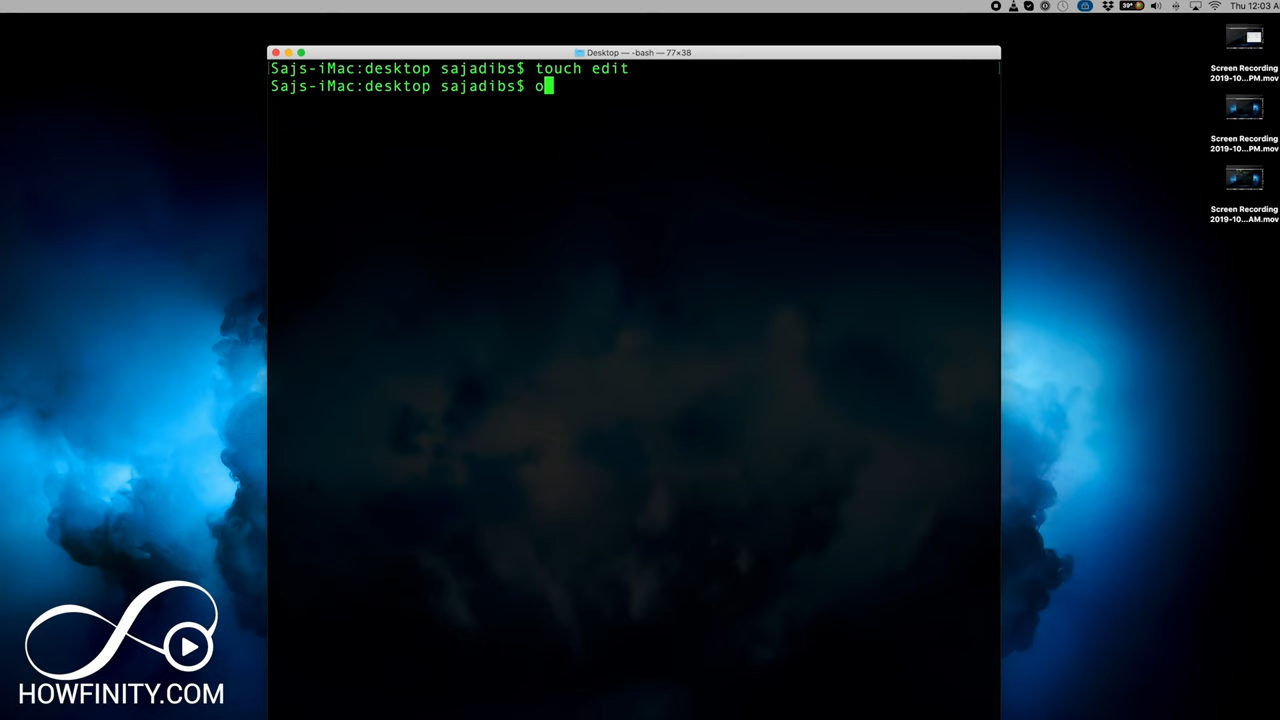 Thu 12:03 A
39°
Desktop — -bash — 77×38
Sajs-iMac:desktop sajadibs$ touch edit
Sajs-iMac:desktop sajadibs$ o
Screen Recording
2019-10...PM.mov
Screen Recording
2019-10...PM.mov
Screen Recording
2019-10...AM.mov
HOWFINITY.COM